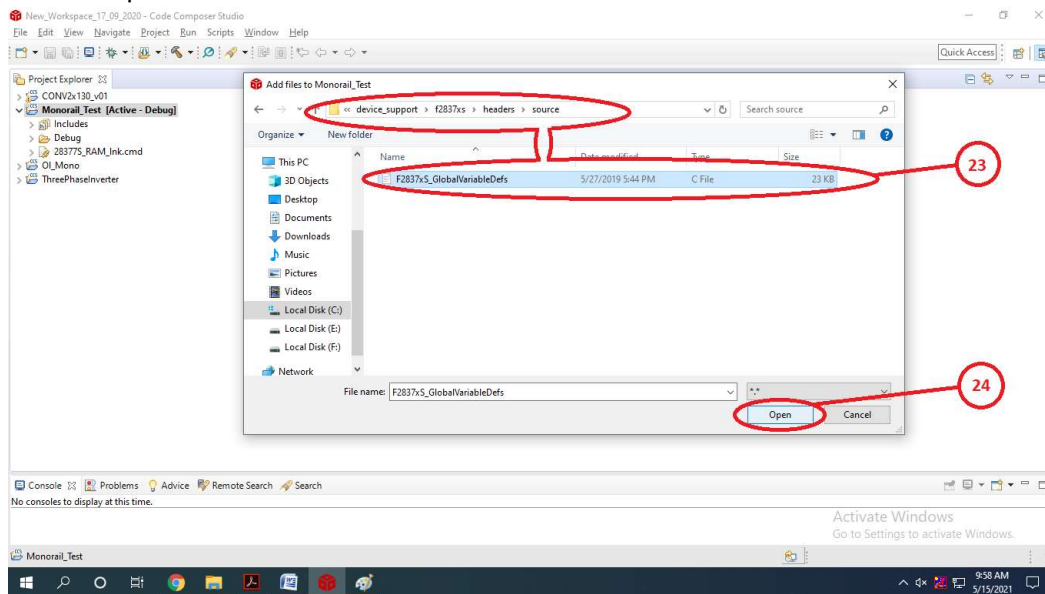 New_Workspace_17_09_2020 - Code Composer Studio
File Edit View Navigate Project Run Scripts Window Help
Quick Access
Project Explorer
CONV2x130_v01
Monorail_Test [Active - Debug]
Includes
Debug
28377S_RAM_lnk.cmd
OI_Mono
ThreePhaseInverter
Add files to Monorail_Test
« device_support › f2837xs › headers › source
Search source
Organize
New folder
This PC
3D Objects
Desktop
Documents
Downloads
Music
Pictures
Videos
Local Disk (C:)
Local Disk (E:)
Local Disk (F:)
Network
Name Date modified Type Size
F2837xS_GlobalVariableDefs 5/27/2019 5:44 PM C File 23 KB
23
File name: F2837xS_GlobalVariableDefs *.*
Open Cancel
24
Console Problems Advice Remote Search Search
No consoles to display at this time.
Activate Windows
Go to Settings to activate Windows.
Monorail_Test
9:58 AM
5/15/2021